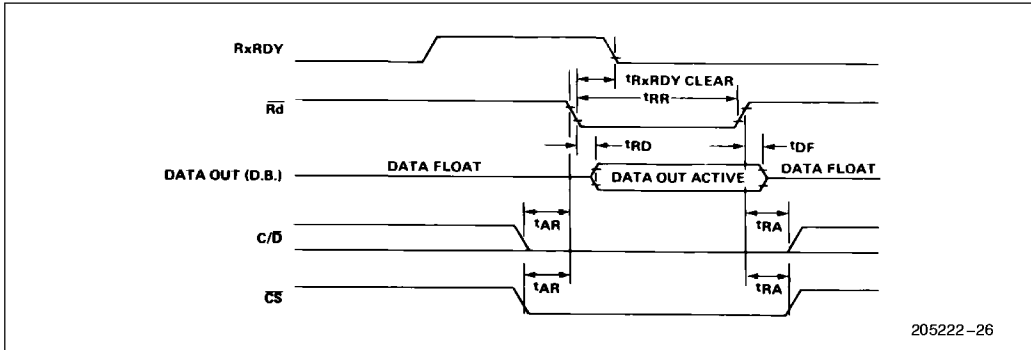 RxRDY
tRxRDY CLEAR
tRR
Rd
tRD
tDF
DATA OUT (D.B.)
DATA FLOAT
DATA OUT ACTIVE
DATA FLOAT
tAR
tRA
C/D
tAR
tRA
CS
205222-26